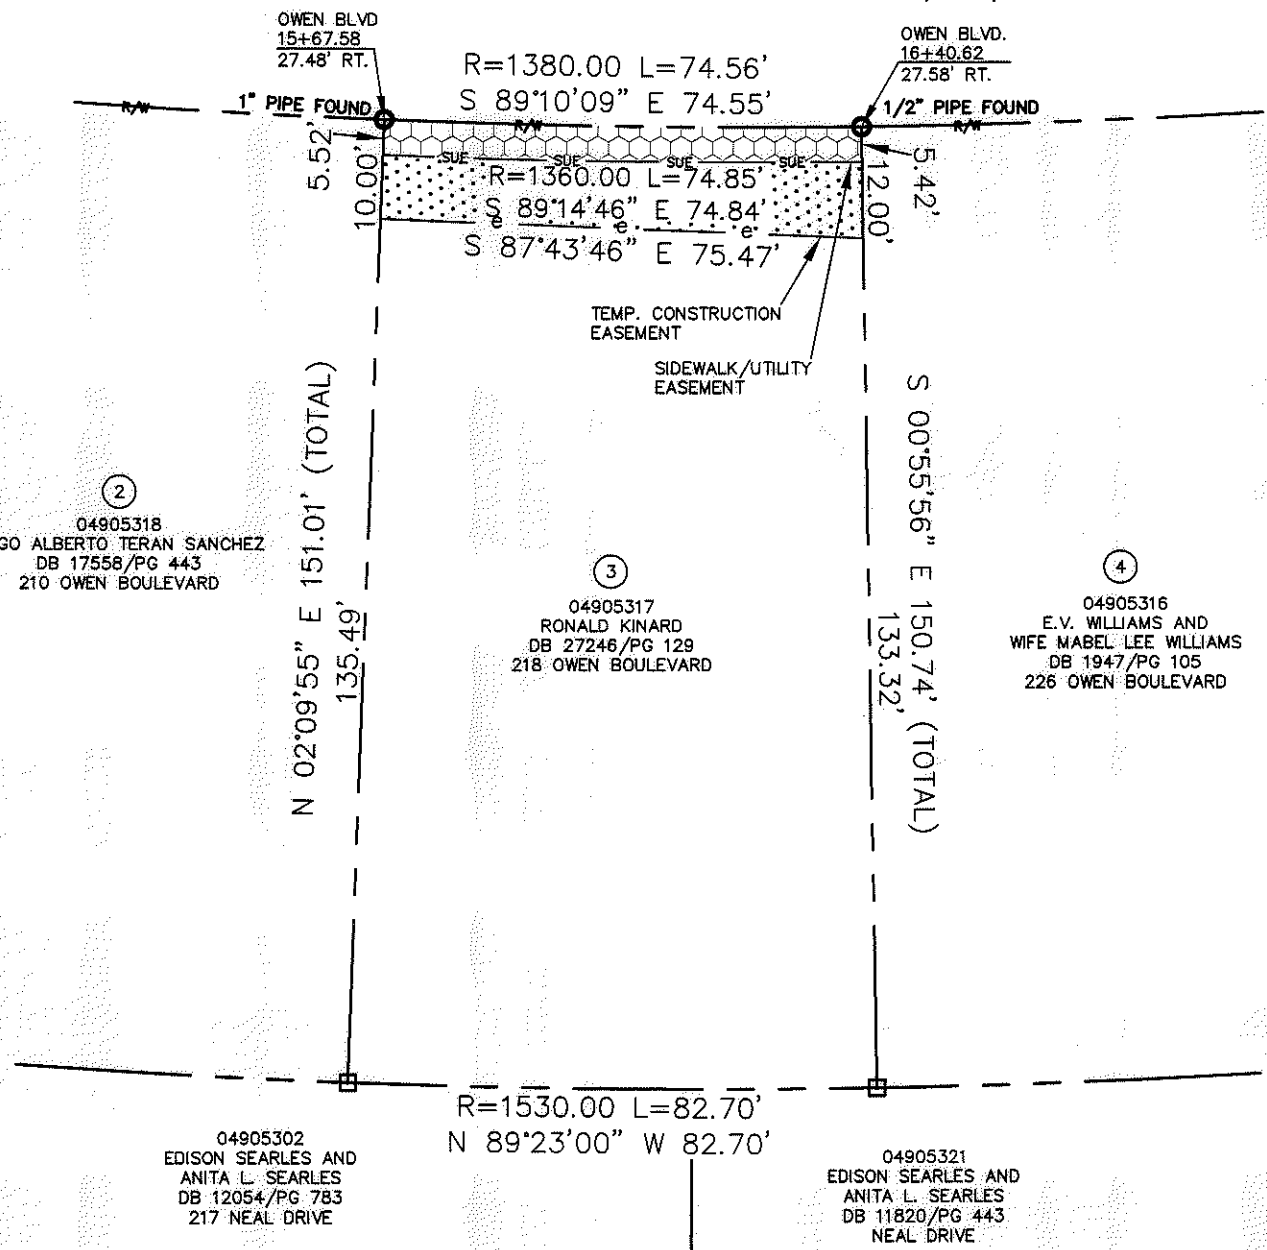 OWEN BLVD
15+67.58
27.48' RT.
OWEN BLVD.
16+40.62
27.58' RT.
R=1380.00 L=74.56'
S 89°10'09" E 74.55'
R/W
1" PIPE FOUND
R/W
1/2" PIPE FOUND
R/W
5.52'
10.00'
SUE SUE SUE SUE
R=1360.00 L=74.85'
S 89°14'46" E 74.84'
e e e
S 87°43'46" E 75.47'
12.00'
5.42'
TEMP. CONSTRUCTION
EASEMENT
SIDEWALK/UTILITY
EASEMENT
N 02°09'55" E 151.01' (TOTAL)
135.49'
S 00°55'56" E 150.74' (TOTAL)
133.32'
2
04905318
GO ALBERTO TERAN SANCHEZ
DB 17558/PG 443
210 OWEN BOULEVARD
3
04905317
RONALD KINARD
DB 27246/PG 129
218 OWEN BOULEVARD
4
04905316
E.V. WILLIAMS AND
WIFE MABEL LEE WILLIAMS
DB 1947/PG 105
226 OWEN BOULEVARD
R=1530.00 L=82.70'
N 89°23'00" W 82.70'
04905302
EDISON SEARLES AND
ANITA L. SEARLES
DB 12054/PG 783
217 NEAL DRIVE
04905321
EDISON SEARLES AND
ANITA L. SEARLES
DB 11820/PG 443
NEAL DRIVE